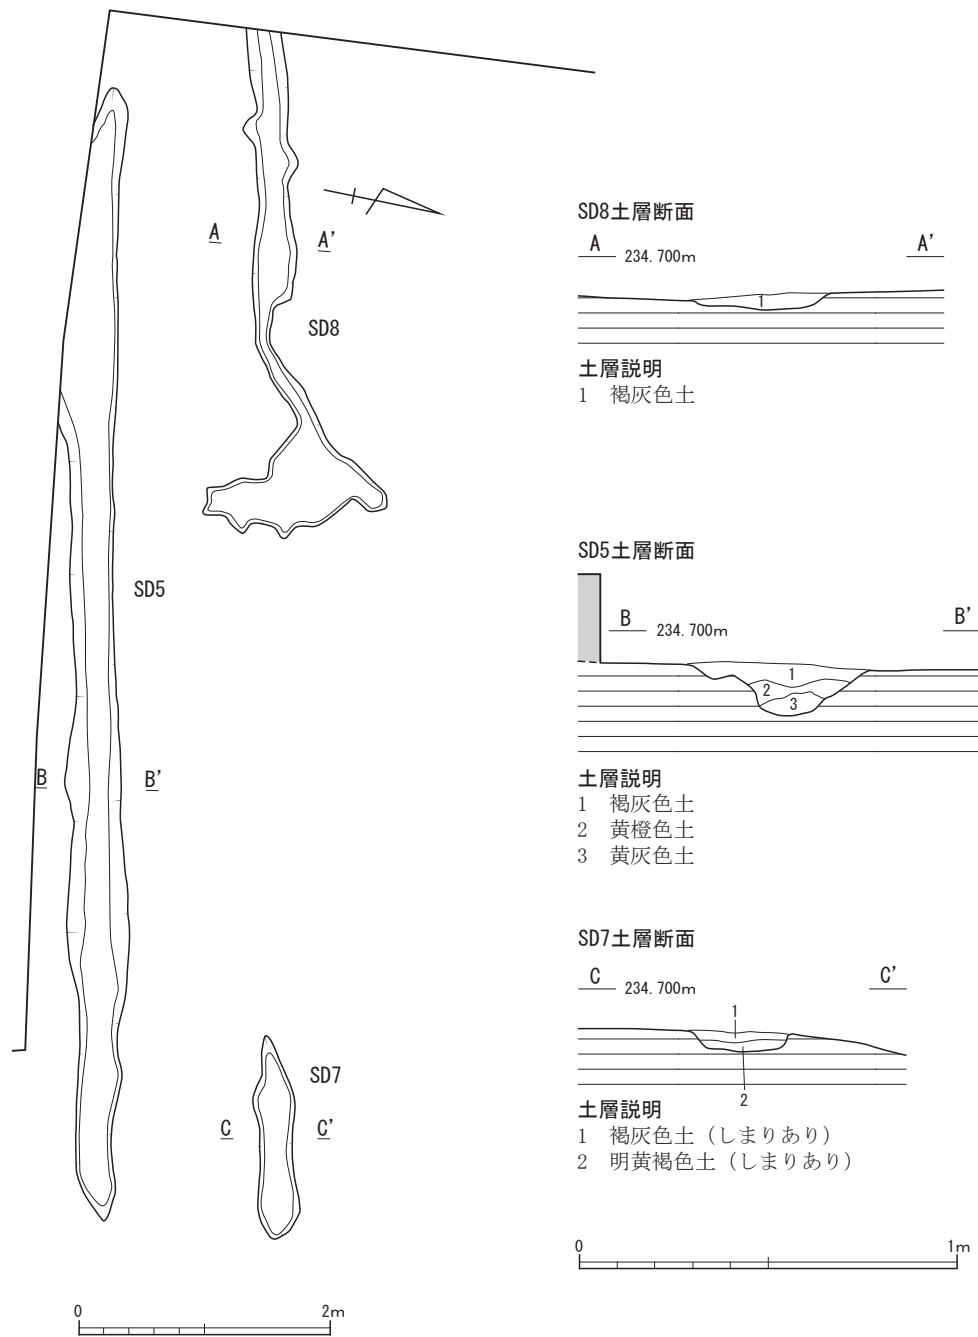 A
A'
SD8
SD5
B
B'
SD7
C
C'
0
2m
SD8土層断面
A
234.700m
A'
1
土層説明
1 褐灰色土
SD5土層断面
B
234.700m
B'
1
2
3
土層説明
1 褐灰色土
2 黄橙色土
3 黄灰色土
SD7土層断面
C
234.700m
C'
1
2
土層説明
1 褐灰色土（しまりあり）
2 明黄褐色土（しまりあり）
0
1m